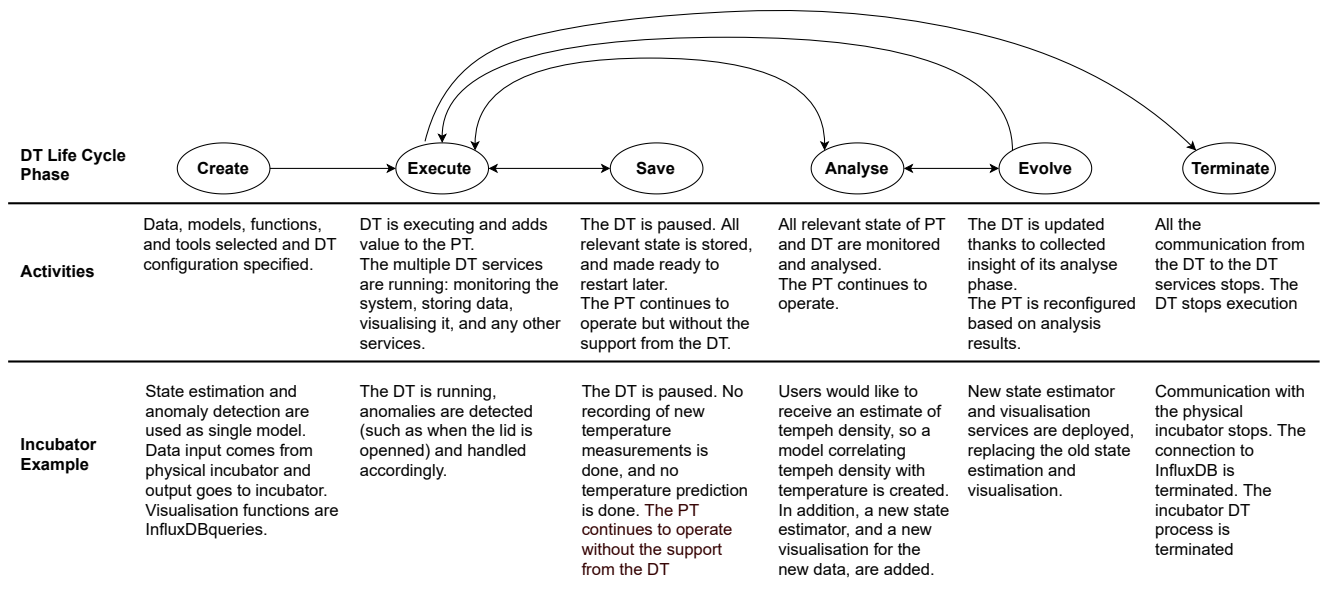 DT Life Cycle
Phase
Create
Execute
Save
Analyse
Evolve
Terminate
Activities
Data, models, functions,
and tools selected and DT
configuration specified.
DT is executing and adds
value to the PT.
The multiple DT services
are running: monitoring the
system, storing data,
visualising it, and any other
services.
The DT is paused. All
relevant state is stored,
and made ready to
restart later.
The PT continues to
operate but without the
support from the DT.
All relevant state of PT
and DT are monitored
and analysed.
The PT continues to
operate.
The DT is updated
thanks to collected
insight of its analyse
phase.
The PT is reconfigured
based on analysis
results.
All the
communication from
the DT to the DT
services stops. The
DT stops execution
Incubator
Example
State estimation and
anomaly detection are
used as single model.
Data input comes from
physical incubator and
output goes to incubator.
Visualisation functions are
InfluxDBqueries.
The DT is running,
anomalies are detected
(such as when the lid is
openned) and handled
accordingly.
The DT is paused. No
recording of new
temperature
measurements is
done, and no
temperature prediction
is done. The PT
continues to operate
without the support
from the DT
Users would like to
receive an estimate of
tempeh density, so a
model correlating
tempeh density with
temperature is created.
In addition, a new state
estimator, and a new
visualisation for the
new data, are added.
New state estimator
and visualisation
services are deployed,
replacing the old state
estimation and
visualisation.
Communication with
the physical
incubator stops. The
connection to
InfluxDB is
terminated. The
incubator DT
process is
terminated